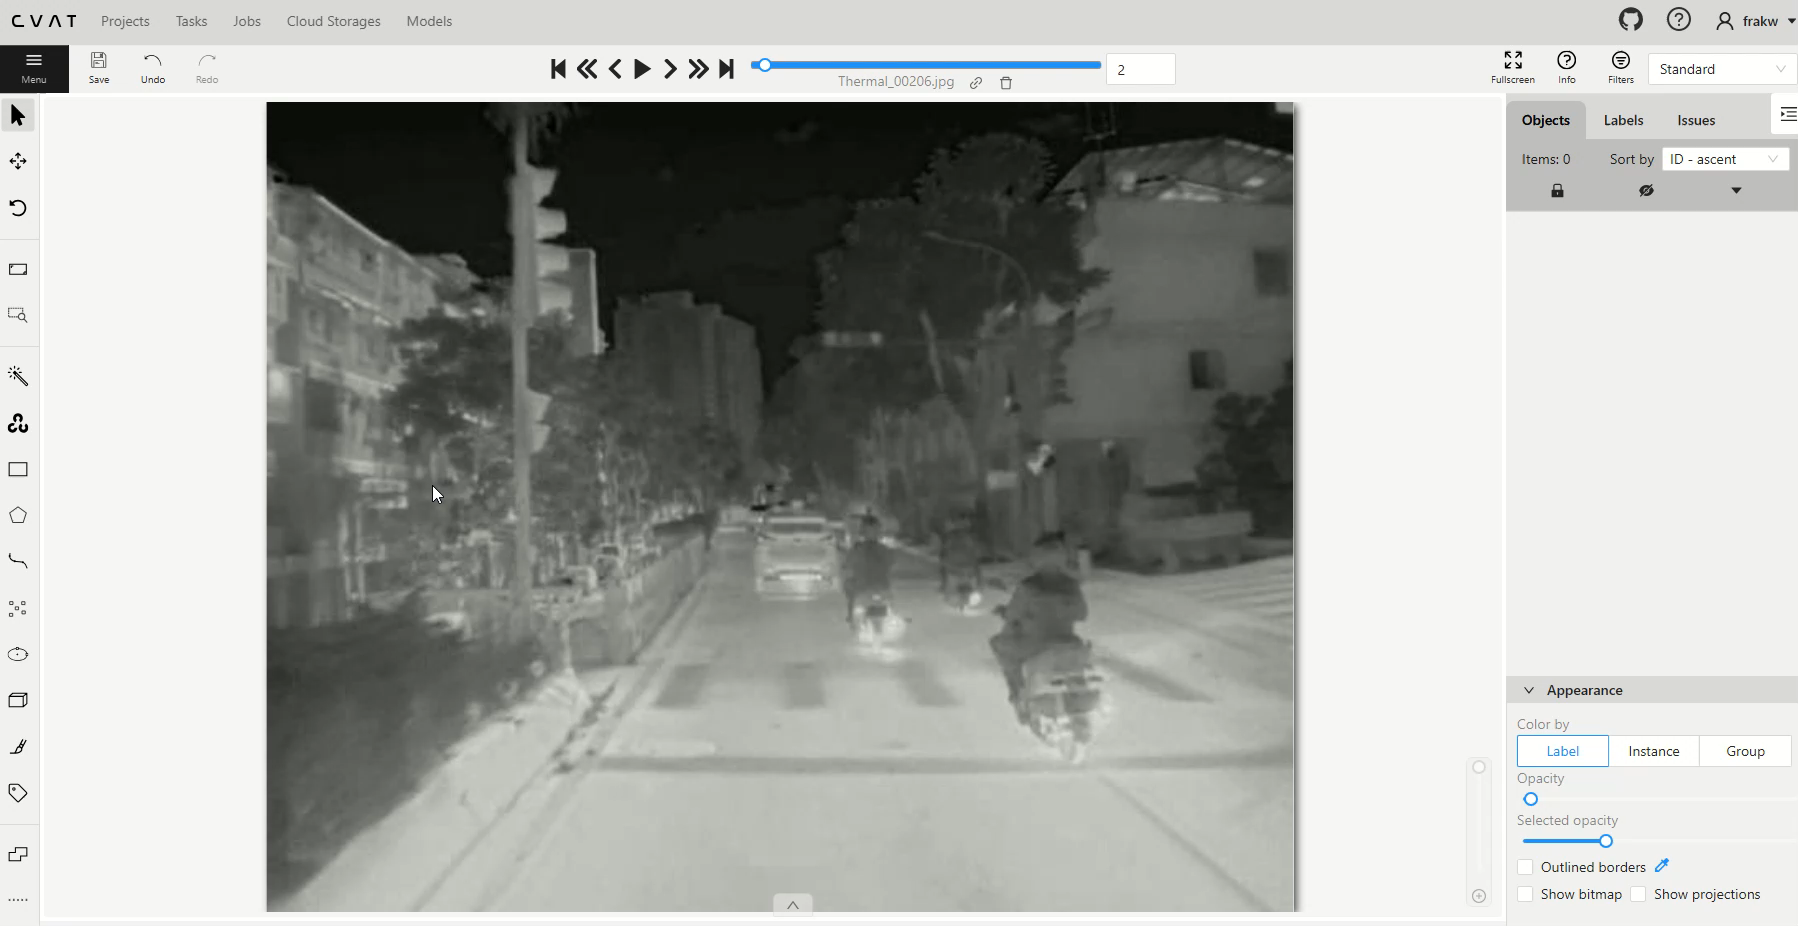 CVAT Projects Tasks Jobs Cloud Storages Models frakw
Menu Save Undo Redo
Thermal_00206.jpg
2
Fullscreen Info Filters Standard
Objects Labels Issues
Items: 0 Sort by ID - ascent
Appearance
Color by
Label Instance Group
Opacity
Selected opacity
Outlined borders
Show bitmap Show projections